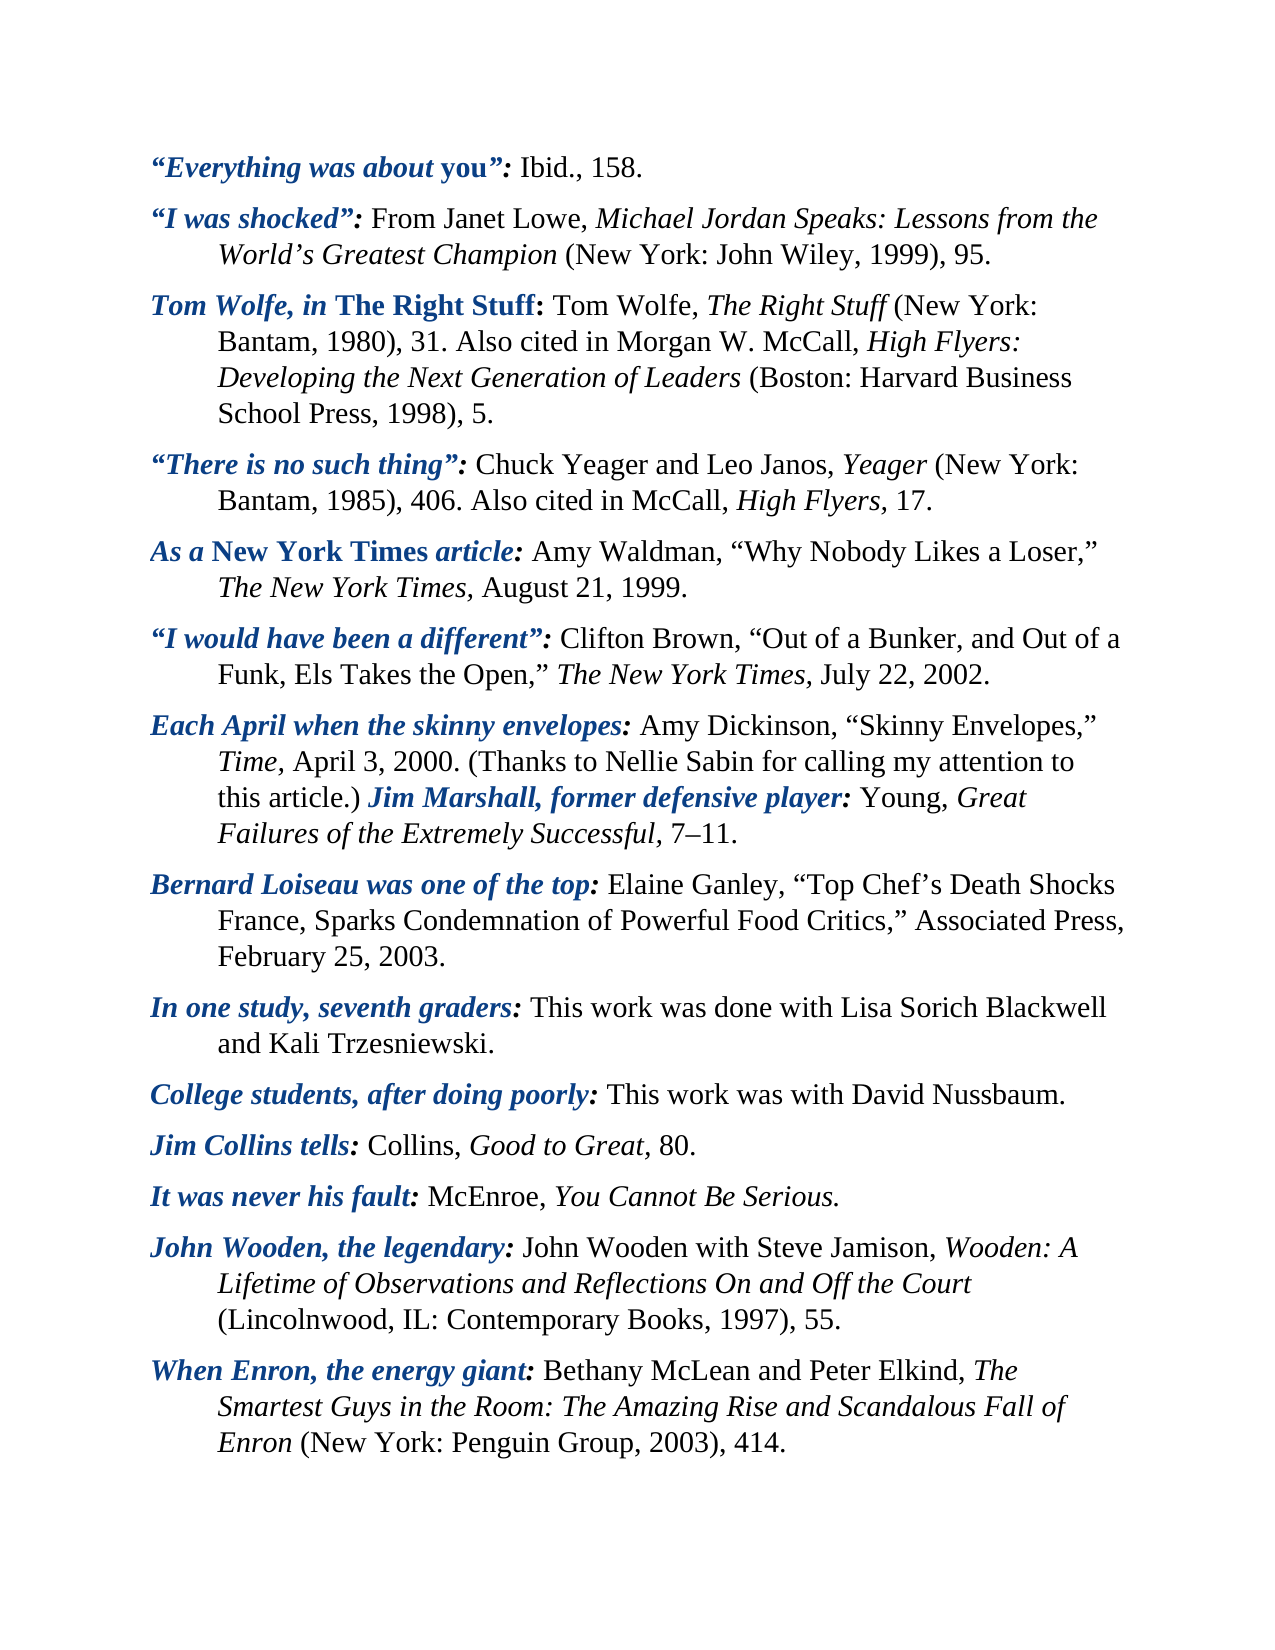 “Everything was about you”: Ibid., 158.
“I was shocked”: From Janet Lowe, Michael Jordan Speaks: Lessons from the
World’s Greatest Champion (New York: John Wiley, 1999), 95.
Tom Wolfe, in The Right Stuff: Tom Wolfe, The Right Stuff (New York:
Bantam, 1980), 31. Also cited in Morgan W. McCall, High Flyers:
Developing the Next Generation of Leaders (Boston: Harvard Business
School Press, 1998), 5.
“There is no such thing”: Chuck Yeager and Leo Janos, Yeager (New York:
Bantam, 1985), 406. Also cited in McCall, High Flyers, 17.
As a New York Times article: Amy Waldman, “Why Nobody Likes a Loser,”
The New York Times, August 21, 1999.
“I would have been a different”: Clifton Brown, “Out of a Bunker, and Out of a
Funk, Els Takes the Open,” The New York Times, July 22, 2002.
Each April when the skinny envelopes: Amy Dickinson, “Skinny Envelopes,”
Time, April 3, 2000. (Thanks to Nellie Sabin for calling my attention to
this article.) Jim Marshall, former defensive player: Young, Great
Failures of the Extremely Successful, 7–11.
Bernard Loiseau was one of the top: Elaine Ganley, “Top Chef’s Death Shocks
France, Sparks Condemnation of Powerful Food Critics,” Associated Press,
February 25, 2003.
In one study, seventh graders: This work was done with Lisa Sorich Blackwell
and Kali Trzesniewski.
College students, after doing poorly: This work was with David Nussbaum.
Jim Collins tells: Collins, Good to Great, 80.
It was never his fault: McEnroe, You Cannot Be Serious.
John Wooden, the legendary: John Wooden with Steve Jamison, Wooden: A
Lifetime of Observations and Reflections On and Off the Court
(Lincolnwood, IL: Contemporary Books, 1997), 55.
When Enron, the energy giant: Bethany McLean and Peter Elkind, The
Smartest Guys in the Room: The Amazing Rise and Scandalous Fall of
Enron (New York: Penguin Group, 2003), 414.